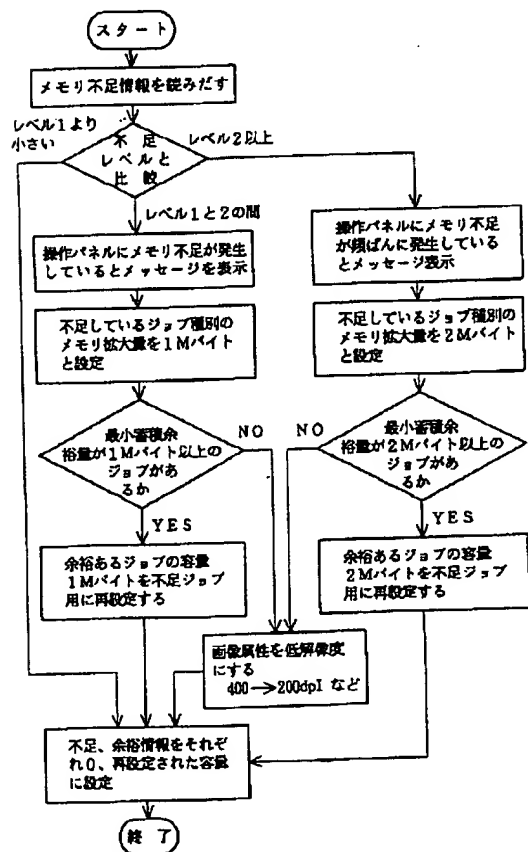 スタート
メモリ不足情報を読みだす
レベル1より
小さい
不足
レベルと
比較
レベル2以上
レベル1と2の間
操作パネルにメモリ不足が発生
しているとメッセージを表示
不足しているジョブ種別の
メモリ拡大量を1Mバイト
と設定
最小蓄積余
裕量が1Mバイト以上の
ジョブがあ
るか
NO
YES
余裕あるジョブの容量
1Mバイトを不足ジョブ
用に再設定する
操作パネルにメモリ不足
が頻ぱんに発生している
とメッセージ表示
不足しているジョブ種別の
メモリ拡大量を2Mバイト
と設定
最小蓄積余
裕量が2Mバイト以上の
ジョブがあ
るか
NO
YES
余裕あるジョブの容量
2Mバイトを不足ジョブ
用に再設定する
画像属性を低解像度
にする
400→200dpI など
不足、余裕情報をそれぞ
れ0、再設定された容量
に設定
終了